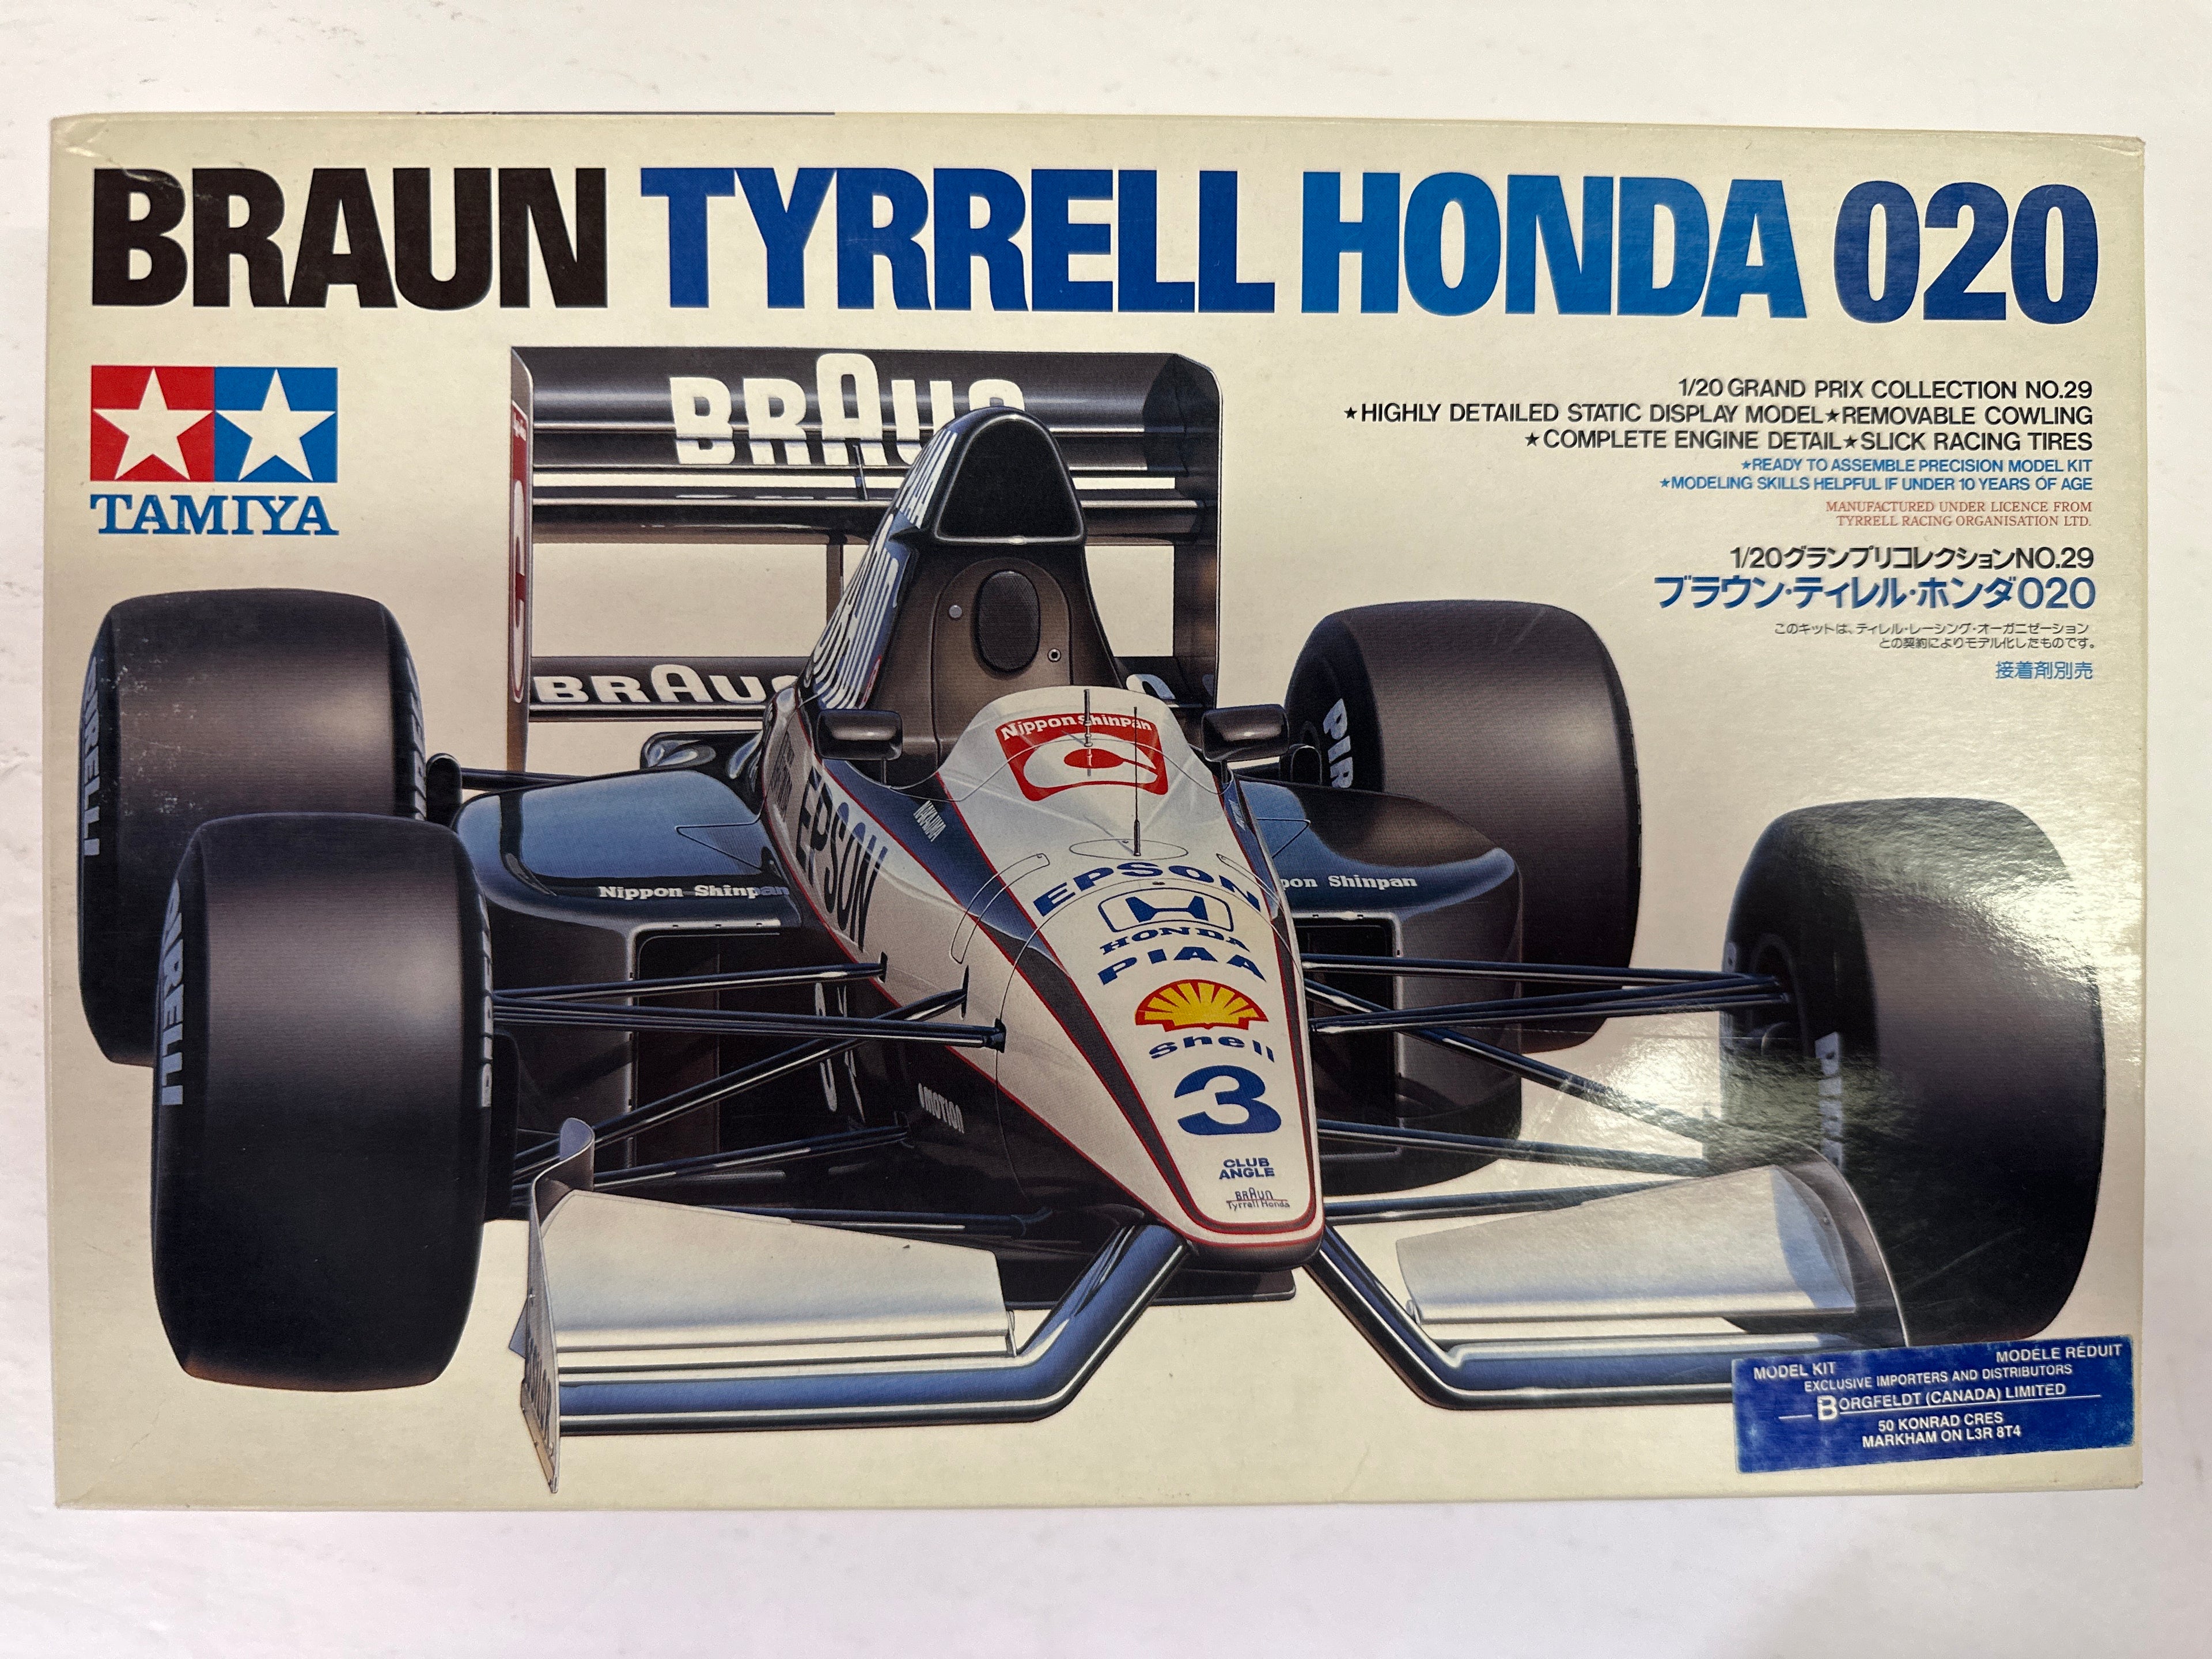 BRAUN TYRRELL HONDA 020
TAMIYA
1/20 GRAND PRIX COLLECTION NO.29
★HIGHLY DETAILED STATIC DISPLAY MODEL★REMOVABLE COWLING
★COMPLETE ENGINE DETAIL★SLICK RACING TIRES
★READY TO ASSEMBLE PRECISION MODEL KIT
★MODELING SKILLS HELPFUL IF UNDER 10 YEARS OF AGE
MANUFACTURED UNDER LICENCE FROM
TYRRELL RACING ORGANISATION LTD.
1/20グランプリコレクションNO.29
ブラウン・ティレル・ホンダ020
このキットは、ティレル・レーシング・オーガニゼーション
との契約によりモデル化したものです。
接着剤別売
BRAUN
BRAUN
Nippon Shinpan
PIRELLI
PIRELLI
EPSON
Nippon Shinpan
Shinpan
EPSON
HONDA
PIAA
Shell
3
CLUB
ANGLE
BRAUN
Tyrrell Honda
MODEL KIT
MODÈLE RÉDUIT
EXCLUSIVE IMPORTERS AND DISTRIBUTORS
BORGFELDT (CANADA) LIMITED
50 KONRAD CRES
MARKHAM ON L3R 8T4